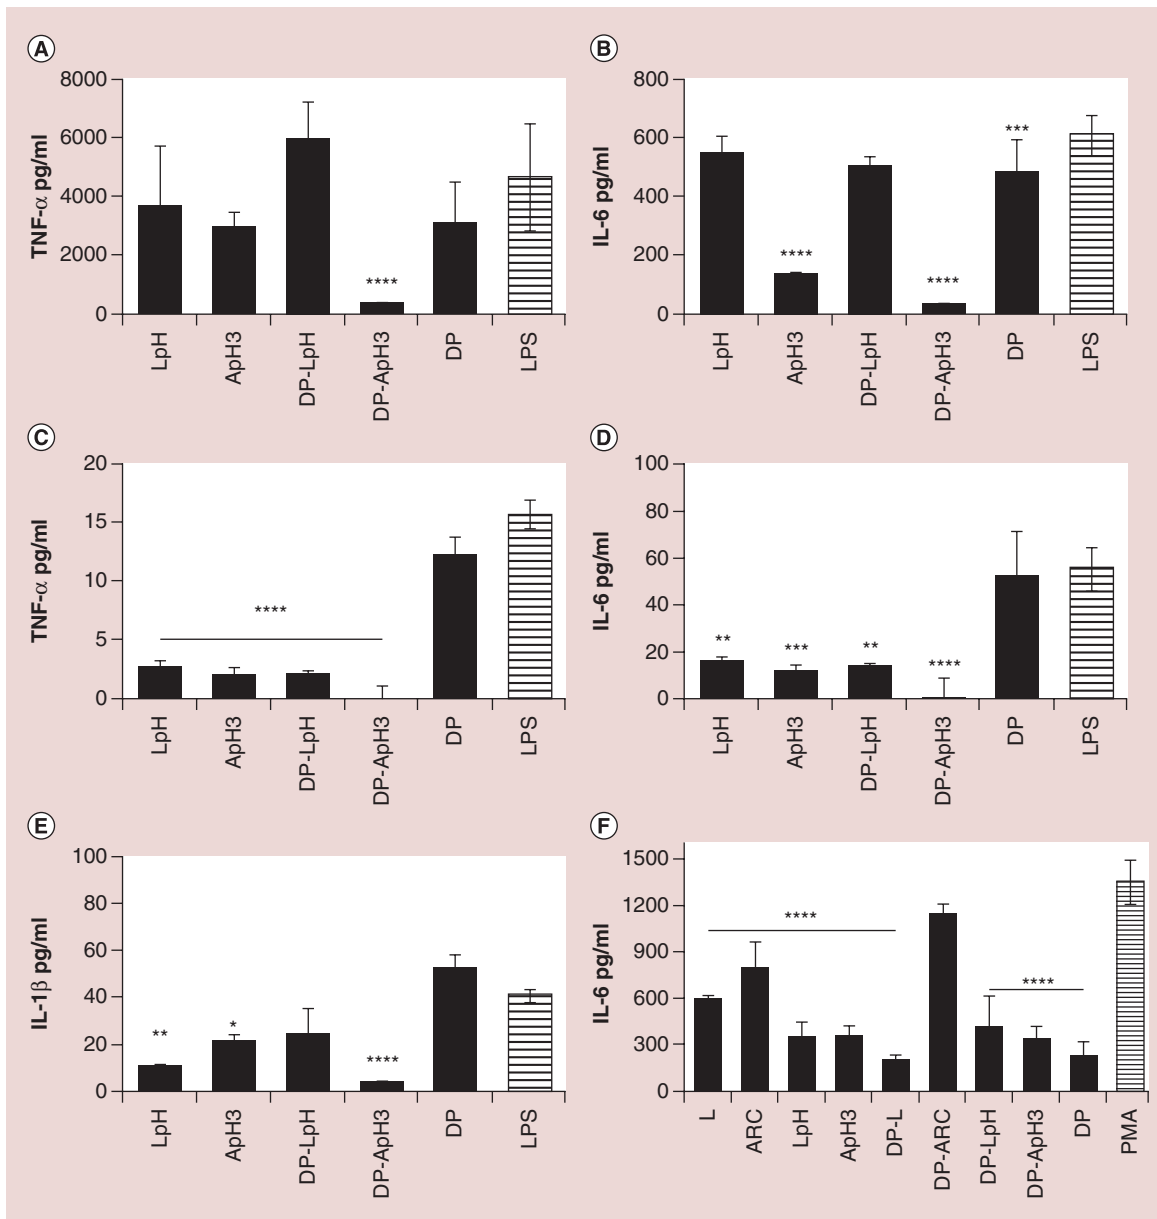 A
TNF-α pg/ml
8000
6000
4000
2000
0
****
LpH
ApH3
DP-LpH
DP-ApH3
DP
LPS
B
IL-6 pg/ml
800
600
400
200
0
****
****
***
LpH
ApH3
DP-LpH
DP-ApH3
DP
LPS
C
TNF-α pg/ml
20
15
10
5
0
****
LpH
ApH3
DP-LpH
DP-ApH3
DP
LPS
D
IL-6 pg/ml
100
80
60
40
20
0
**
***
**
****
LpH
ApH3
DP-LpH
DP-ApH3
DP
LPS
E
IL-1β pg/ml
100
80
60
40
20
0
**
*
****
LpH
ApH3
DP-LpH
DP-ApH3
DP
LPS
F
IL-6 pg/ml
1500
1200
900
600
300
0
****
****
L
ARC
LpH
ApH3
DP-L
DP-ARC
DP-LpH
DP-ApH3
DP
PMA